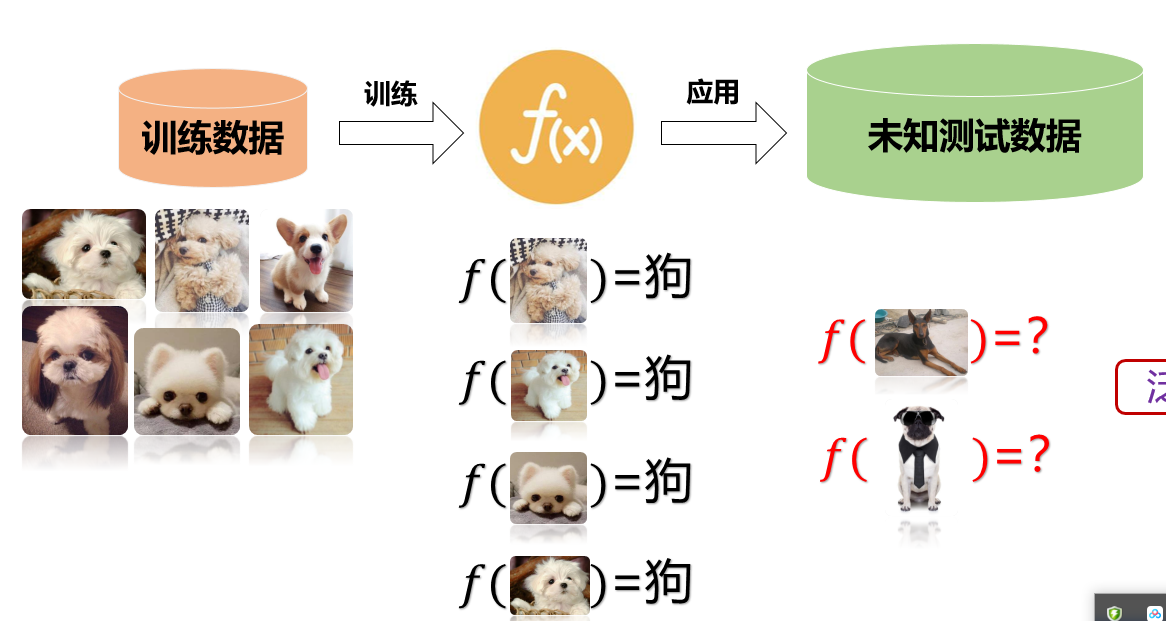 训练数据
训练
f(x)
应用
未知测试数据
f( )=狗
f( )=狗
f( )=狗
f( )=狗
f( )=?
f( )=?